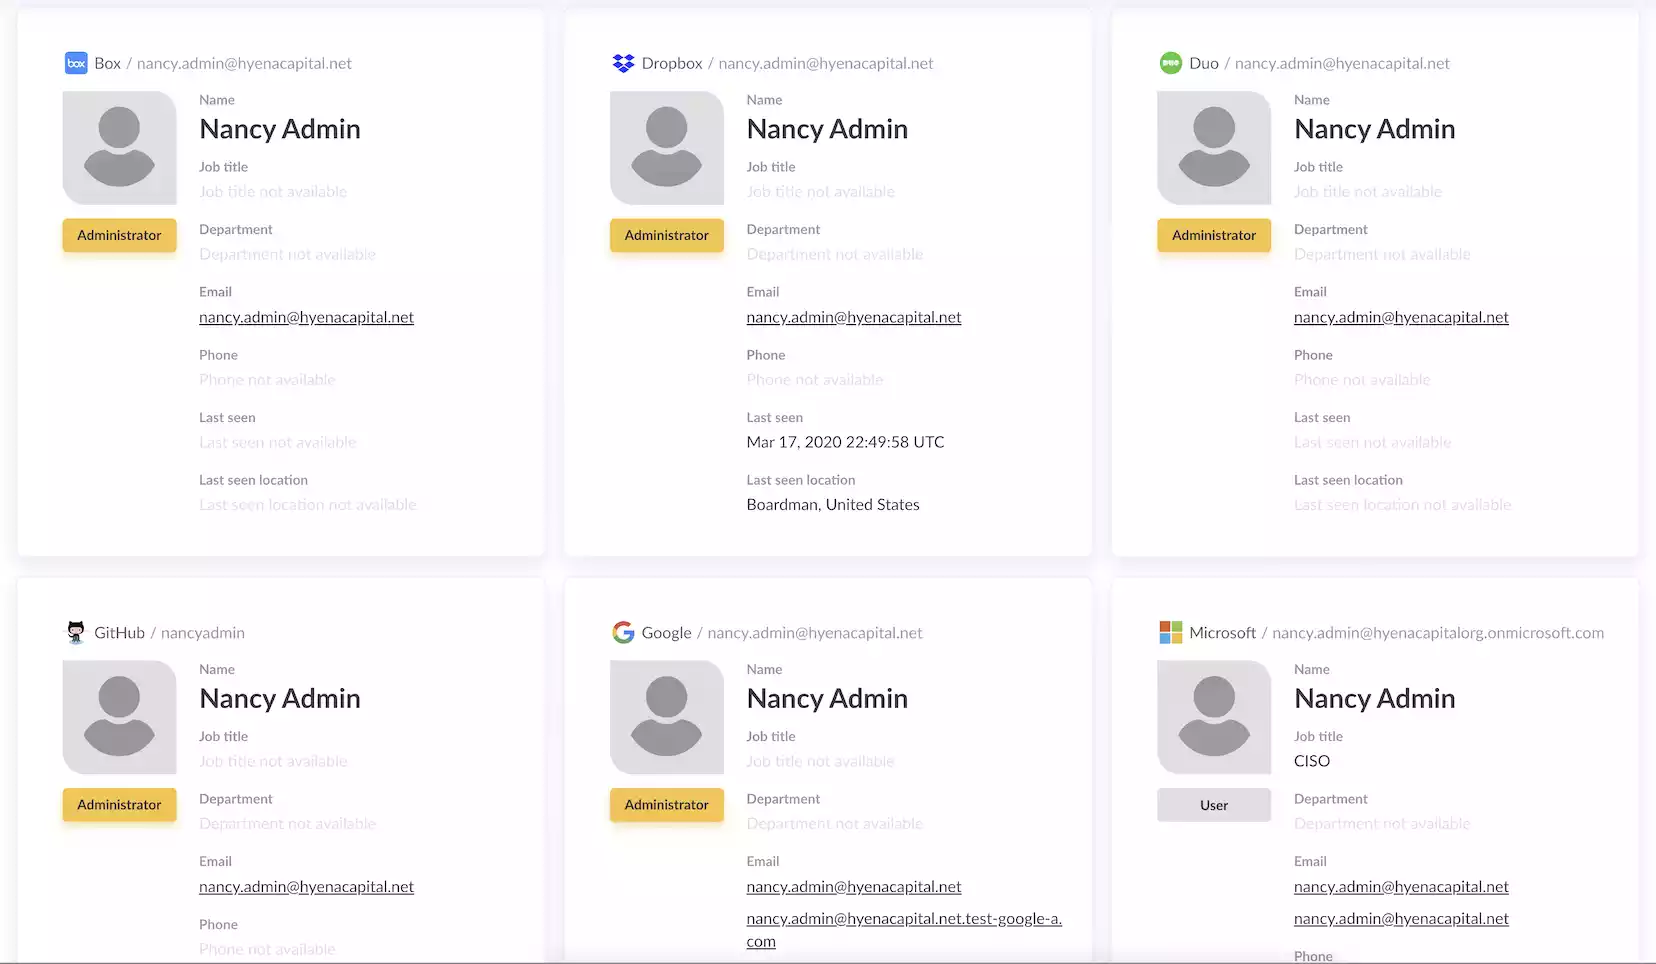 box Box / nancy.admin@hyenacapital.net
Name
Nancy Admin
Job title
Job title not available
Administrator
Department
Department not available
Email
nancy.admin@hyenacapital.net
Phone
Phone not available
Last seen
Last seen not available
Last seen location
Last seen location not available
Dropbox / nancy.admin@hyenacapital.net
Name
Nancy Admin
Job title
Job title not available
Administrator
Department
Department not available
Email
nancy.admin@hyenacapital.net
Phone
Phone not available
Last seen
Mar 17, 2020 22:49:58 UTC
Last seen location
Boardman, United States
DUO Duo / nancy.admin@hyenacapital.net
Name
Nancy Admin
Job title
Job title not available
Administrator
Department
Department not available
Email
nancy.admin@hyenacapital.net
Phone
Phone not available
Last seen
Last seen not available
Last seen location
Last seen location not available
GitHub / nancyadmin
Name
Nancy Admin
Job title
Job title not available
Administrator
Department
Department not available
Email
nancy.admin@hyenacapital.net
Phone
Phone not available
Google / nancy.admin@hyenacapital.net
Name
Nancy Admin
Job title
Job title not available
Administrator
Department
Department not available
Email
nancy.admin@hyenacapital.net
nancy.admin@hyenacapital.net.test-google-a.
com
Microsoft / nancy.admin@hyenacapitalorg.onmicrosoft.com
Name
Nancy Admin
Job title
CISO
User
Department
Department not available
Email
nancy.admin@hyenacapital.net
nancy.admin@hyenacapital.net
Phone